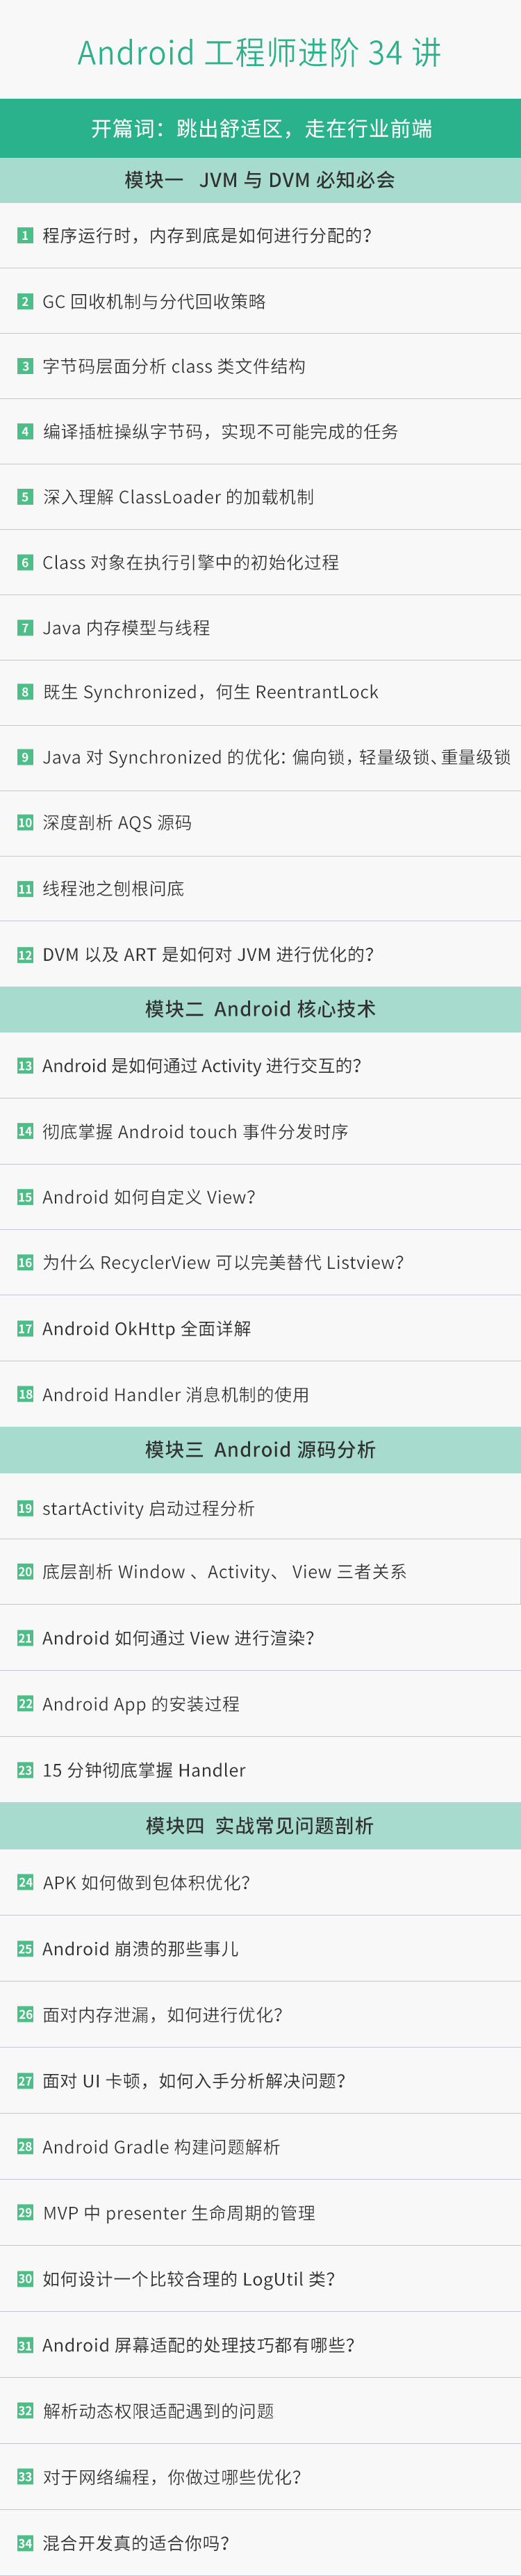 Android 工程师进阶 34 讲
开篇词：跳出舒适区，走在行业前端
模块一 JVM 与 DVM 必知必会
1 程序运行时，内存到底是如何进行分配的？
2 GC 回收机制与分代回收策略
3 字节码层面分析 class 类文件结构
4 编译插桩操纵字节码，实现不可能完成的任务
5 深入理解 ClassLoader 的加载机制
6 Class 对象在执行引擎中的初始化过程
7 Java 内存模型与线程
8 既生 Synchronized，何生 ReentrantLock
9 Java 对 Synchronized 的优化：偏向锁，轻量级锁、重量级锁
10 深度剖析 AQS 源码
11 线程池之刨根问底
12 DVM 以及 ART 是如何对 JVM 进行优化的？
模块二 Android 核心技术
13 Android 是如何通过 Activity 进行交互的？
14 彻底掌握 Android touch 事件分发时序
15 Android 如何自定义 View？
16 为什么 RecyclerView 可以完美替代 Listview？
17 Android OkHttp 全面详解
18 Android Handler 消息机制的使用
模块三 Android 源码分析
19 startActivity 启动过程分析
20 底层剖析 Window 、Activity、 View 三者关系
21 Android 如何通过 View 进行渲染？
22 Android App 的安装过程
23 15 分钟彻底掌握 Handler
模块四 实战常见问题剖析
24 APK 如何做到包体积优化？
25 Android 崩溃的那些事儿
26 面对内存泄漏，如何进行优化？
27 面对 UI 卡顿，如何入手分析解决问题？
28 Android Gradle 构建问题解析
29 MVP 中 presenter 生命周期的管理
30 如何设计一个比较合理的 LogUtil 类？
31 Android 屏幕适配的处理技巧都有哪些？
32 解析动态权限适配遇到的问题
33 对于网络编程，你做过哪些优化？
34 混合开发真的适合你吗？